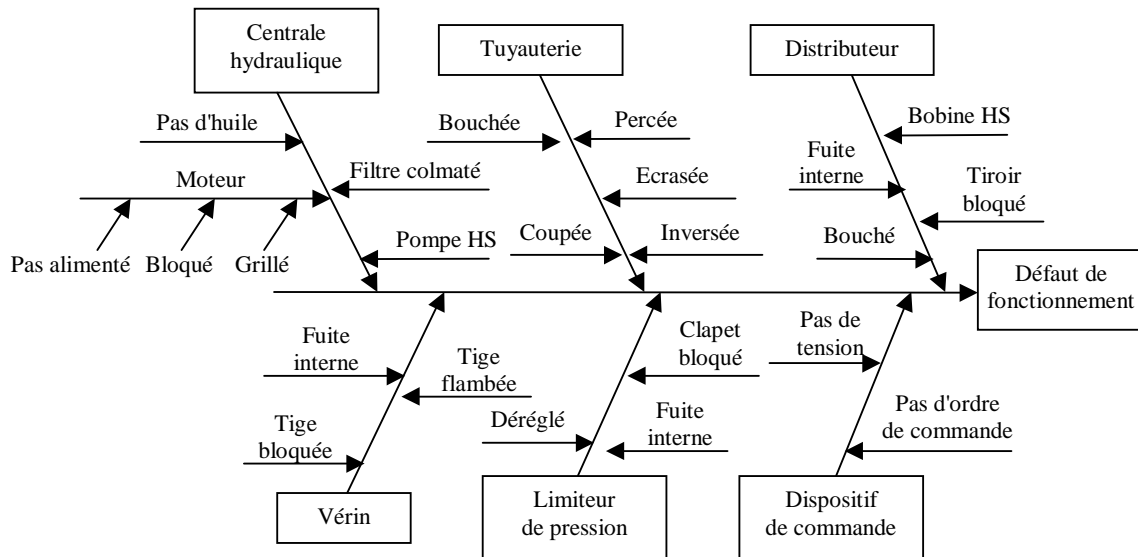 Centrale
hydraulique
Tuyauterie
Distributeur
Pas d'huile
Bouchée
Percée
Bobine HS
Moteur
Filtre colmaté
Ecrasée
Fuite
interne
Tiroir
bloqué
Pas alimenté
Bloqué
Grillé
Pompe HS
Coupée
Inversée
Bouché
Défaut de
fonctionnement
Fuite
interne
Tige
flambée
Clapet
bloqué
Pas de
tension
Tige
bloquée
Déréglé
Fuite
interne
Pas d'ordre
de commande
Vérin
Limiteur
de pression
Dispositif
de commande